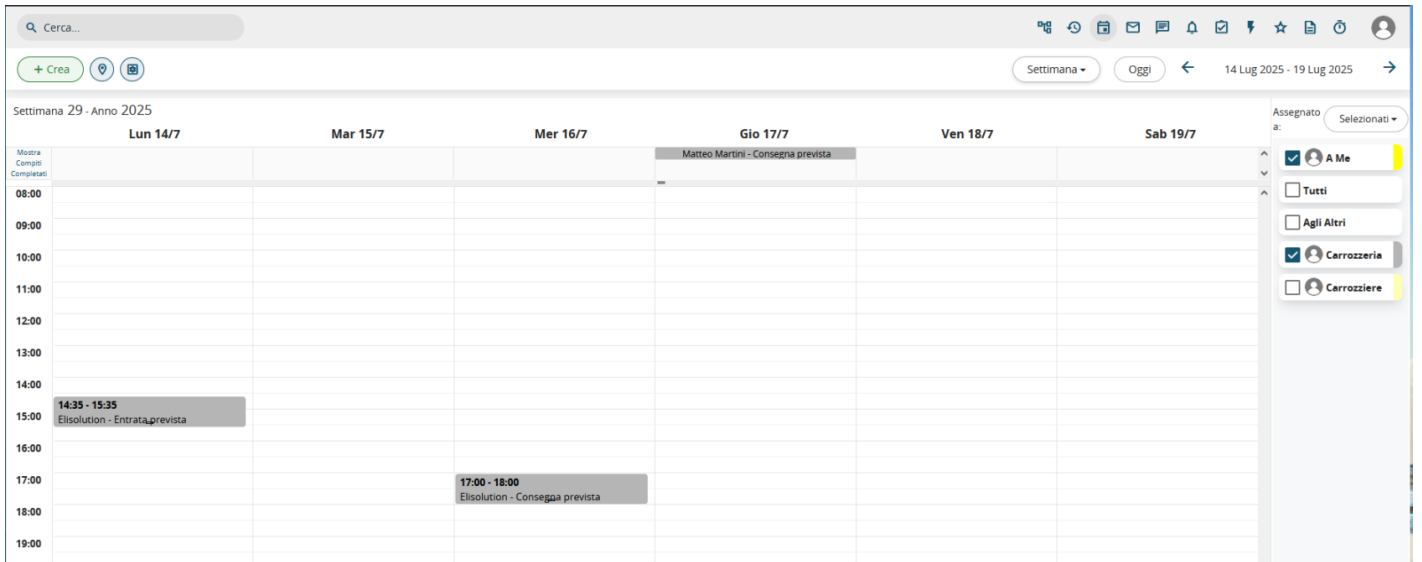 Cerca...
+ Crea
Settimana
Oggi
14 Lug 2025 - 19 Lug 2025
Settimana 29 - Anno 2025
Lun 14/7
Mar 15/7
Mer 16/7
Gio 17/7
Ven 18/7
Sab 19/7
Mostra
Compiti
Completati
Matteo Martini - Consegna prevista
08:00
09:00
10:00
11:00
12:00
13:00
14:00
14:35 - 15:35
Elisolution - Entrata prevista
15:00
16:00
17:00
17:00 - 18:00
Elisolution - Consegna prevista
18:00
19:00
Assegnato
a:
Selezionati
A Me
Tutti
Agli Altri
Carrozzeria
Carrozziere